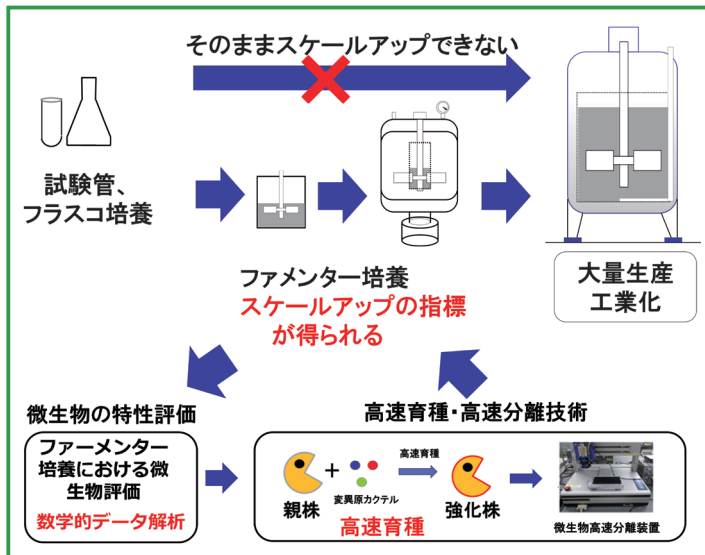 そのままスケールアップできない
試験管、
フラスコ培養
ファメンター培養
スケールアップの指標
が得られる
大量生産
工業化
微生物の特性評価
ファーメンター
培養における微
生物評価
数学的データ解析
高速育種・高速分離技術
親株
+
変異原カクテル
高速育種
強化株
高速育種
微生物高速分離装置